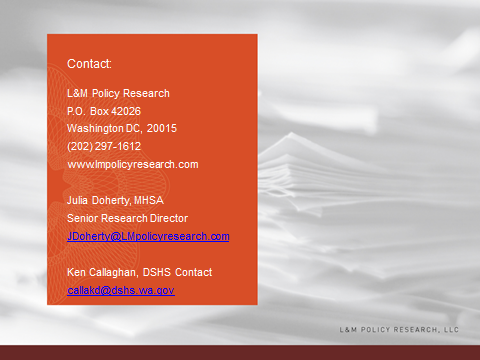 Contact:
L&M Policy Research
P.O. Box 42026
Washington DC, 20015
(202) 297-1612
www.lmpolicyresearch.com
Julia Doherty, MHSA
Senior Research Director
JDoherty@LMpolicyresearch.com
Ken Callaghan, DSHS Contact
callakd@dshs.wa.gov
L&M POLICY RESEARCH, LLC